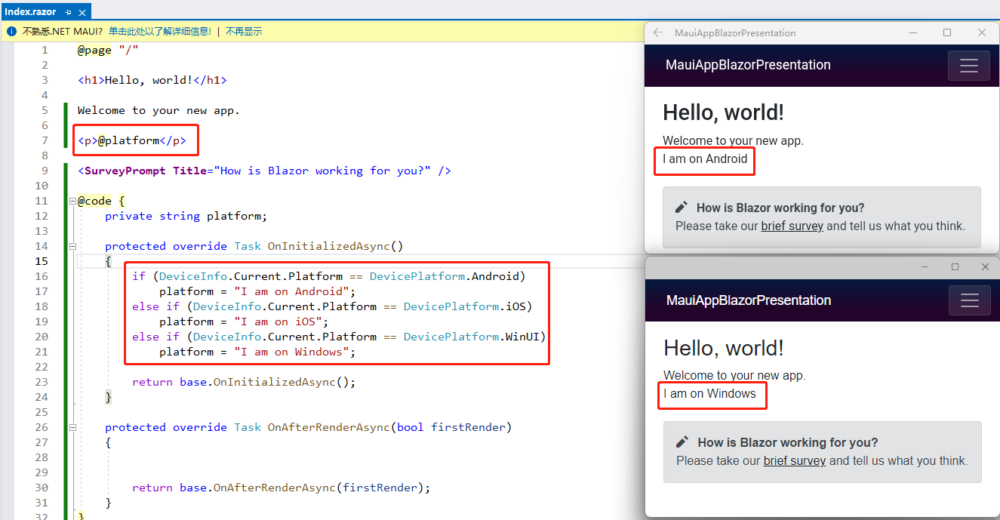 Index.razor
不熟悉.NET MAUI? 单击此处以了解详细信息! | 不再显示
1 @page "/"
2
3 <h1>Hello, world!</h1>
4
5 Welcome to your new app.
6
7 <p>@platform</p>
8
9 <SurveyPrompt Title="How is Blazor working for you?" />
10
11 @code {
12 private string platform;
13
14 protected override Task OnInitializedAsync()
15 {
16 if (DeviceInfo.Current.Platform == DevicePlatform.Android)
17 platform = "I am on Android";
18 else if (DeviceInfo.Current.Platform == DevicePlatform.iOS)
19 platform = "I am on iOS";
20 else if (DeviceInfo.Current.Platform == DevicePlatform.WinUI)
21 platform = "I am on Windows";
22
23 return base.OnInitializedAsync();
24 }
25
26 protected override Task OnAfterRenderAsync(bool firstRender)
27 {
28
29
30 return base.OnAfterRenderAsync(firstRender);
31 }
32 }
MauiAppBlazorPresentation
MauiAppBlazorPresentation
Hello, world!
Welcome to your new app.
I am on Android
How is Blazor working for you?
Please take our brief survey and tell us what you think.
MauiAppBlazorPresentation
Hello, world!
Welcome to your new app.
I am on Windows
How is Blazor working for you?
Please take our brief survey and tell us what you think.